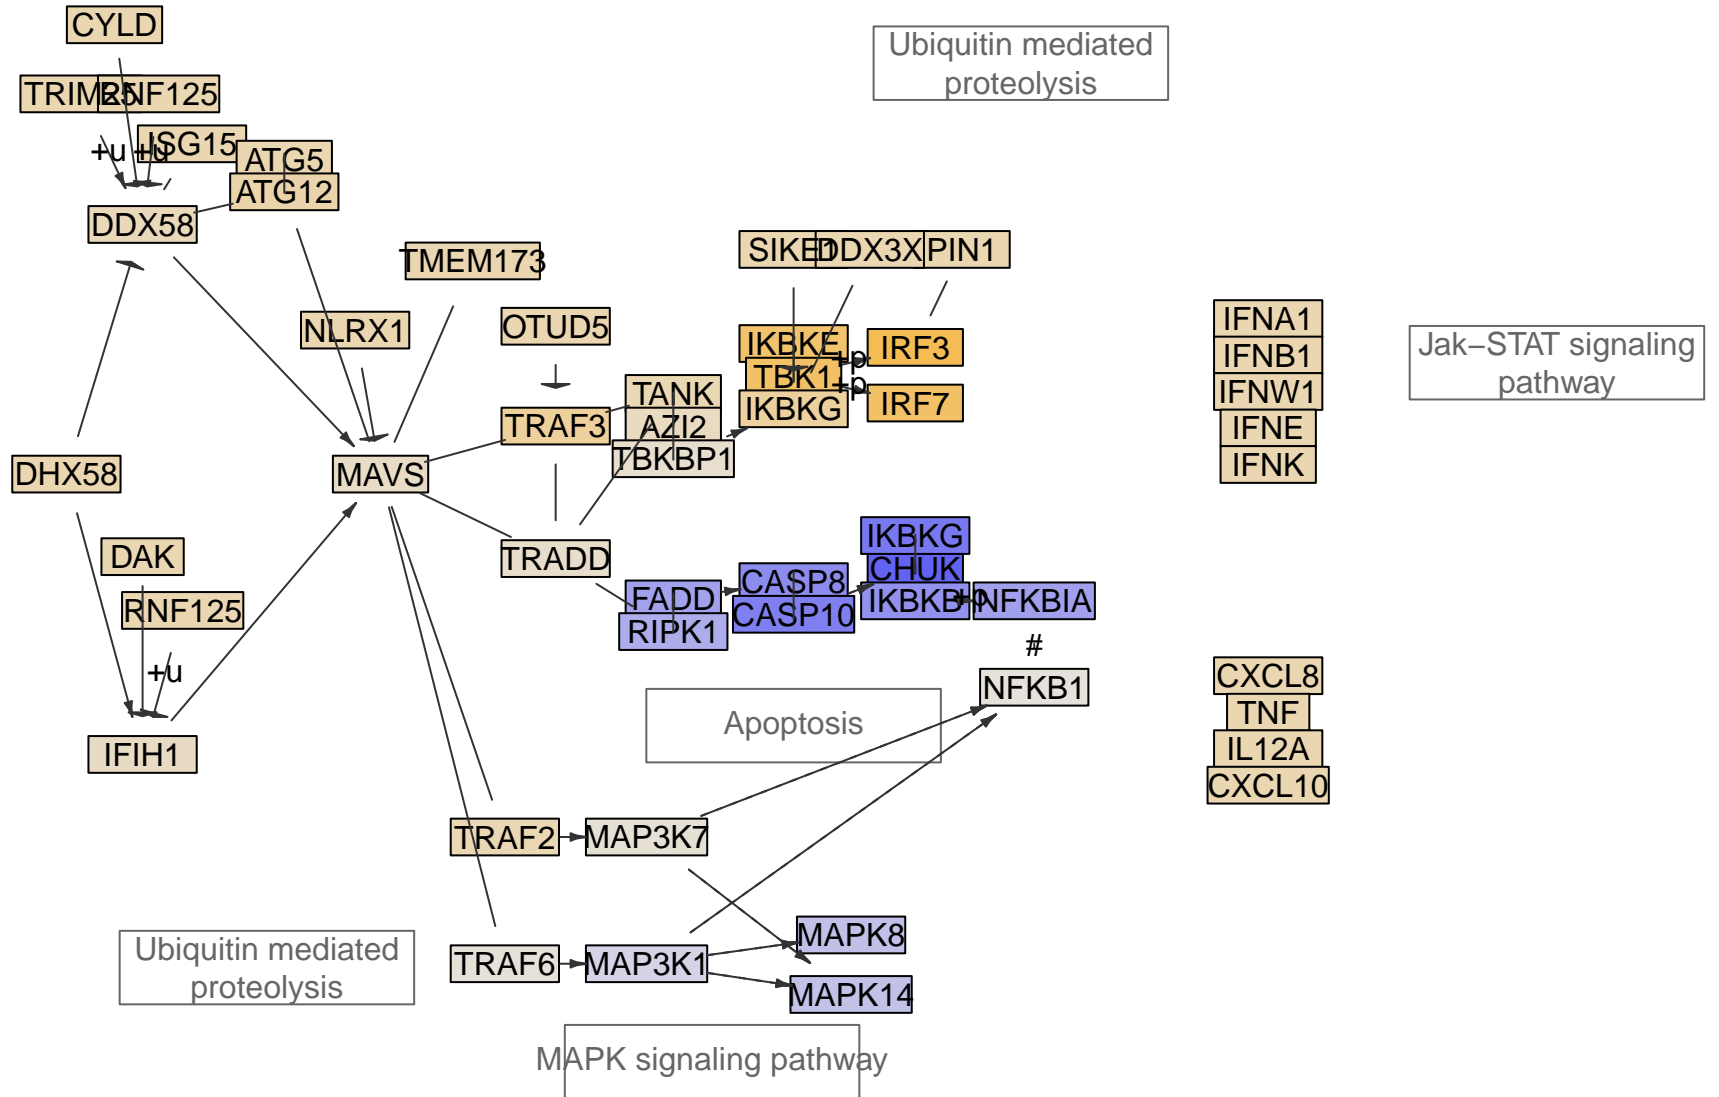 CYLD
Ubiquitin mediated
proteolysis
TRIM25
RNF125
ISG15
+u
+u
ATG5
ATG12
DDX58
TMEM173
SIKE1
DDX3X
PIN1
NLRX1
OTUD5
IKBKE
+p
IRF3
TBK1
+p
IKBKG
IRF7
IFNA1
IFNB1
IFNW1
IFNE
IFNK
Jak−STAT signaling
pathway
TANK
TRAF3
AZI2
TBKBP1
DHX58
MAVS
DAK
TRADD
IKBKG
CHUK
IKBKB
+p
NFKBIA
CASP8
CASP10
FADD
RIPK1
RNF125
+u
#
NFKB1
CXCL8
TNF
IL12A
CXCL10
Apoptosis
IFIH1
TRAF2
MAP3K7
MAPK8
TRAF6
MAP3K1
MAPK14
Ubiquitin mediated
proteolysis
MAPK signaling pathway